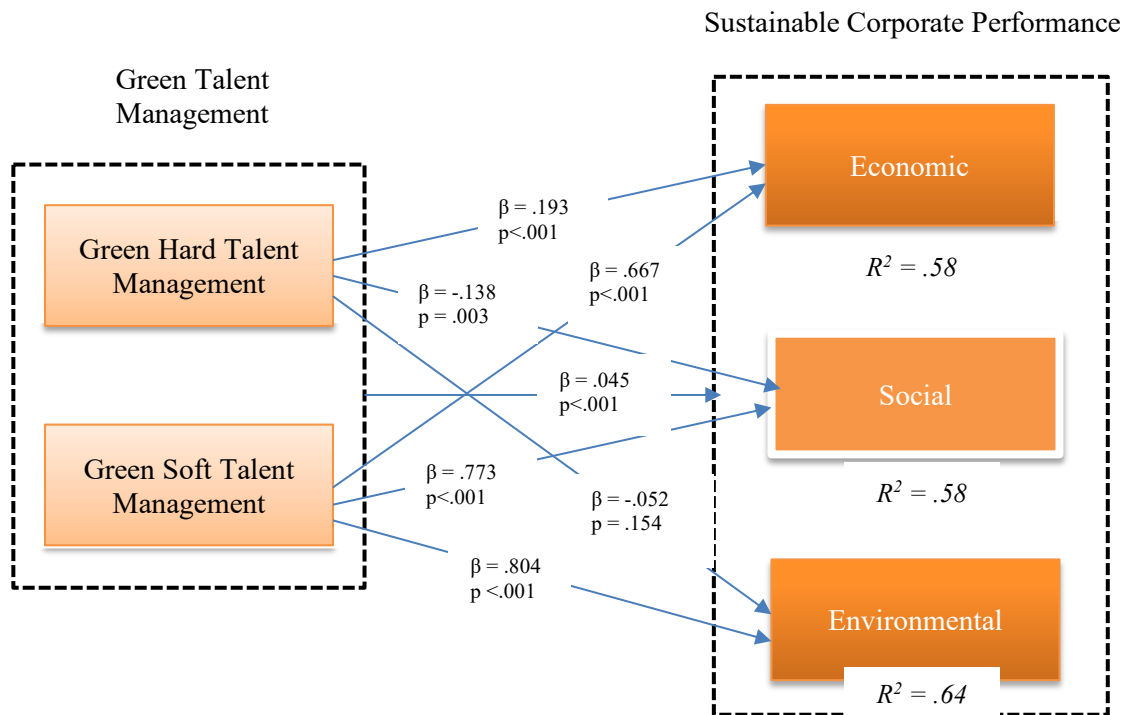 Sustainable Corporate Performance
Green Talent
Management
Economic
β = .193
p<.001
Green Hard Talent
Management
β = .667
p<.001
R² = .58
β = -.138
p = .003
β = .045
p<.001
Social
Green Soft Talent
Management
β = .773
p<.001
β = -.052
p = .154
R² = .58
β = .804
p <.001
Environmental
R² = .64